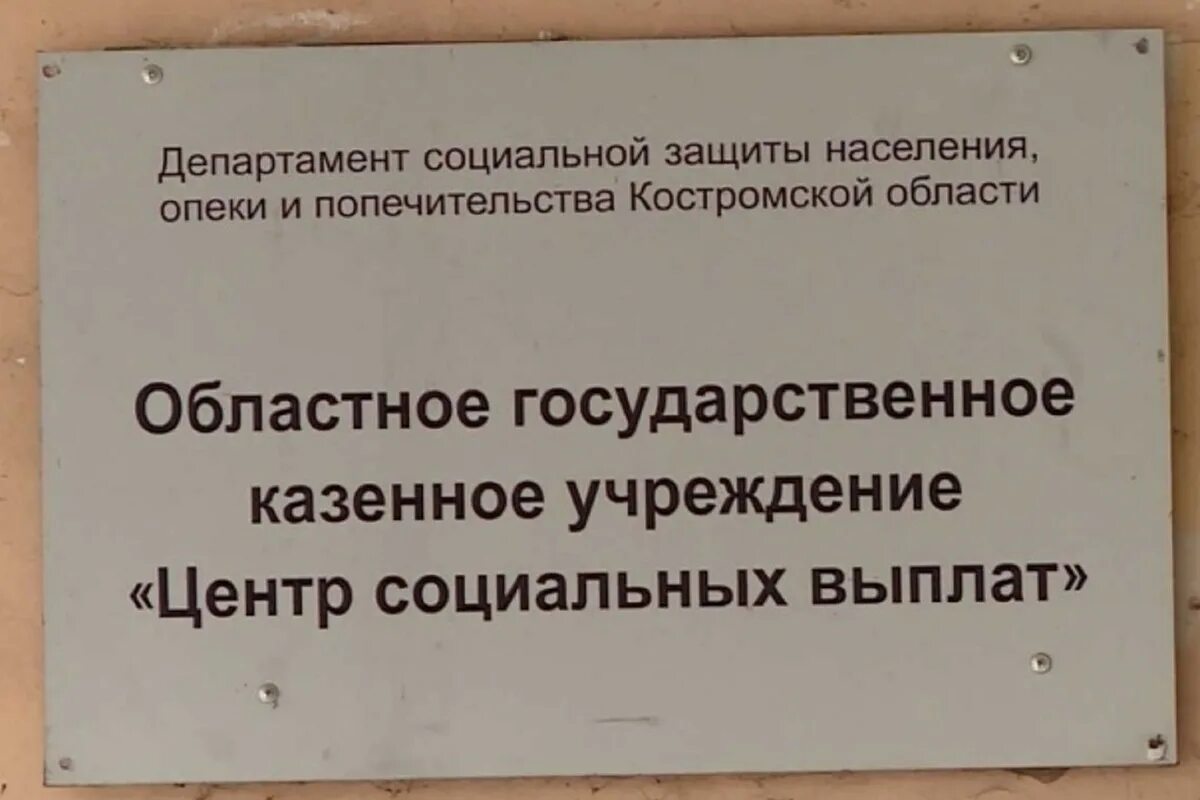 Департамент социальной защиты населения,
опеки и попечительства Костромской области
Областное государственное
казенное учреждение
«Центр социальных выплат»